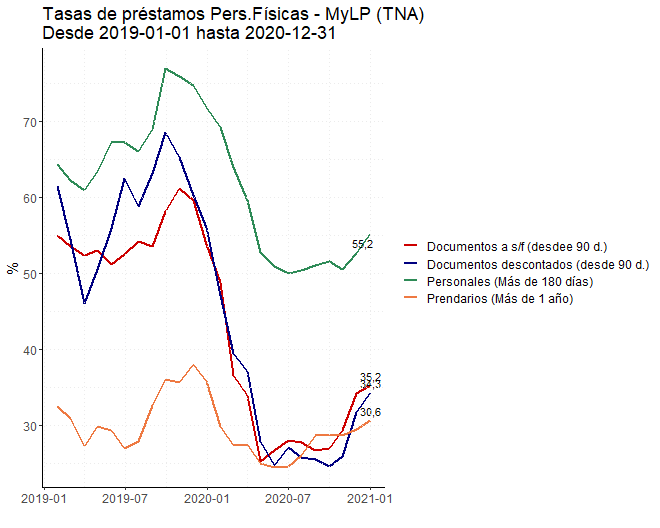 Tasas de préstamos Pers.Físicas - MyLP (TNA)
Desde 2019-01-01 hasta 2020-12-31
%
70
60
50
40
30
55,2
35,2
34,3
30,6
2019-01
2019-07
2020-01
2020-07
2021-01
Documentos a s/f (desdee 90 d.)
Documentos descontados (desde 90 d.)
Personales (Más de 180 días)
Prendarios (Más de 1 año)